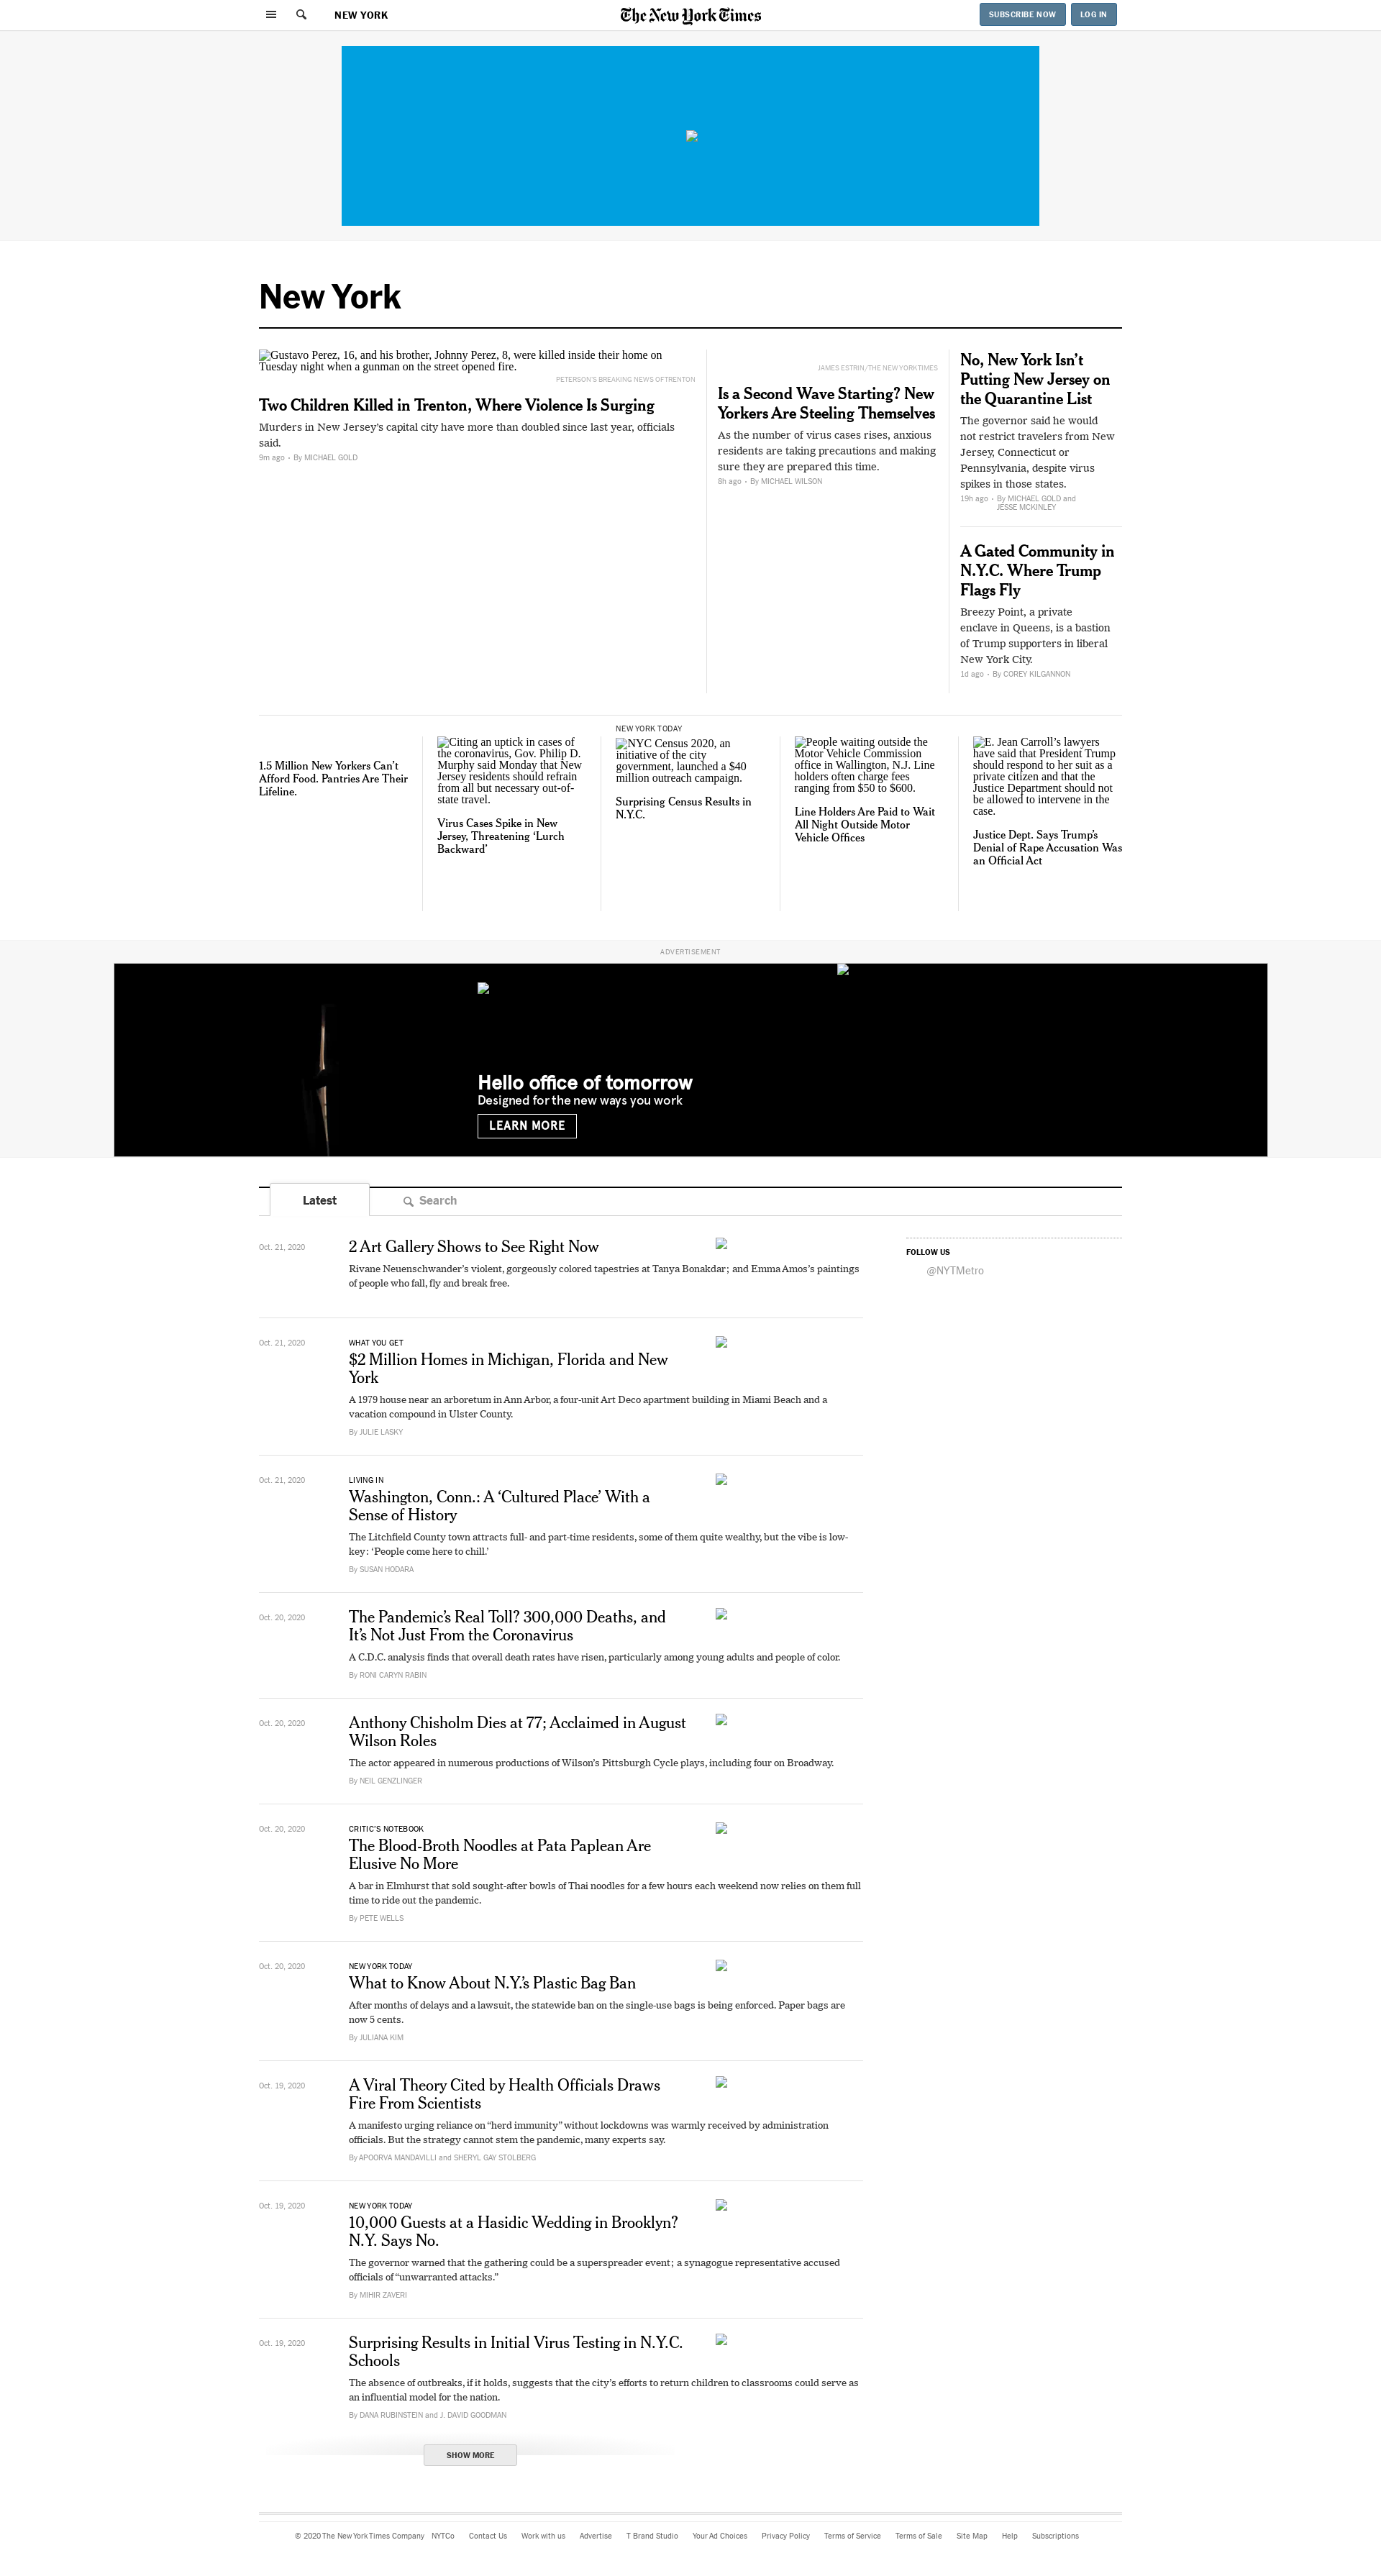 NEW YORK
The New York Times
SUBSCRIBE NOW
LOG IN
New York
Gustavo Perez, 16, and his brother, Johnny Perez, 8, were killed inside their home on
Tuesday night when a gunman on the street opened fire.
PETERSON'S BREAKING NEWS OFTRENTON
Two Children Killed in Trenton, Where Violence Is Surging
Murders in New Jersey's capital city have more than doubled since last year, officials
said.
9m ago • By MICHAEL GOLD
JAMES ESTRIN/THE NEW YORK TIMES
Is a Second Wave Starting? New
Yorkers Are Steeling Themselves
As the number of virus cases rises, anxious
residents are taking precautions and making
sure they are prepared this time.
8h ago • By MICHAEL WILSON
No, New York Isn't
Putting New Jersey on
the Quarantine List
The governor said he would
not restrict travelers from New
Jersey, Connecticut or
Pennsylvania, despite virus
spikes in those states.
19h ago • By MICHAEL GOLD and
JESSE MCKINLEY
A Gated Community in
N.Y.C. Where Trump
Flags Fly
Breezy Point, a private
enclave in Queens, is a bastion
of Trump supporters in liberal
New York City.
1d ago • By COREY KILGANNON
1.5 Million New Yorkers Can't
Afford Food. Pantries Are Their
Lifeline.
Citing an uptick in cases of
the coronavirus, Gov. Philip D.
Murphy said Monday that New
Jersey residents should refrain
from all but necessary out-of-
state travel.
Virus Cases Spike in New
Jersey, Threatening 'Lurch
Backward'
NEW YORK TODAY
NYC Census 2020, an
initiative of the city
government, launched a $40
million outreach campaign.
Surprising Census Results in
N.Y.C.
People waiting outside the
Motor Vehicle Commission
office in Wallington, N.J. Line
holders often charge fees
ranging from $50 to $600.
Line Holders Are Paid to Wait
All Night Outside Motor
Vehicle Offices
E. Jean Carroll's lawyers
have said that President Trump
should respond to her suit as a
private citizen and that the
Justice Department should not
be allowed to intervene in the
case.
Justice Dept. Says Trump's
Denial of Rape Accusation Was
an Official Act
ADVERTISEMENT
Hello office of tomorrow
Designed for the new ways you work
LEARN MORE
Latest
Search
Oct. 21, 2020
2 Art Gallery Shows to See Right Now
Rivane Neuenschwander's violent, gorgeously colored tapestries at Tanya Bonakdar; and Emma Amos's paintings
of people who fall, fly and break free.
FOLLOW US
@NYTMetro
Oct. 21, 2020
WHAT YOU GET
$2 Million Homes in Michigan, Florida and New
York
A 1979 house near an arboretum in Ann Arbor, a four-unit Art Deco apartment building in Miami Beach and a
vacation compound in Ulster County.
By JULIE LASKY
Oct. 21, 2020
LIVING IN
Washington, Conn.: A 'Cultured Place' With a
Sense of History
The Litchfield County town attracts full- and part-time residents, some of them quite wealthy, but the vibe is low-
key: 'People come here to chill.'
By SUSAN HODARA
Oct. 20, 2020
The Pandemic's Real Toll? 300,000 Deaths, and
It's Not Just From the Coronavirus
A C.D.C. analysis finds that overall death rates have risen, particularly among young adults and people of color.
By RONI CARYN RABIN
Oct. 20, 2020
Anthony Chisholm Dies at 77; Acclaimed in August
Wilson Roles
The actor appeared in numerous productions of Wilson's Pittsburgh Cycle plays, including four on Broadway.
By NEIL GENZLINGER
Oct. 20, 2020
CRITIC'S NOTEBOOK
The Blood-Broth Noodles at Pata Paplean Are
Elusive No More
A bar in Elmhurst that sold sought-after bowls of Thai noodles for a few hours each weekend now relies on them full
time to ride out the pandemic.
By PETE WELLS
Oct. 20, 2020
NEW YORK TODAY
What to Know About N.Y.'s Plastic Bag Ban
After months of delays and a lawsuit, the statewide ban on the single-use bags is being enforced. Paper bags are
now 5 cents.
By JULIANA KIM
Oct. 19, 2020
A Viral Theory Cited by Health Officials Draws
Fire From Scientists
A manifesto urging reliance on "herd immunity" without lockdowns was warmly received by administration
officials. But the strategy cannot stem the pandemic, many experts say.
By APOORVA MANDAVILLI and SHERYL GAY STOLBERG
Oct. 19, 2020
NEW YORK TODAY
10,000 Guests at a Hasidic Wedding in Brooklyn?
N.Y. Says No.
The governor warned that the gathering could be a superspreader event; a synagogue representative accused
officials of "unwarranted attacks."
By MIHIR ZAVERI
Oct. 19, 2020
Surprising Results in Initial Virus Testing in N.Y.C.
Schools
The absence of outbreaks, if it holds, suggests that the city's efforts to return children to classrooms could serve as
an influential model for the nation.
By DANA RUBINSTEIN and J. DAVID GOODMAN
SHOW MORE
© 2020 The New York Times Company NYTCo Contact Us Work with us Advertise T Brand Studio Your Ad Choices Privacy Policy Terms of Service Terms of Sale Site Map Help Subscriptions